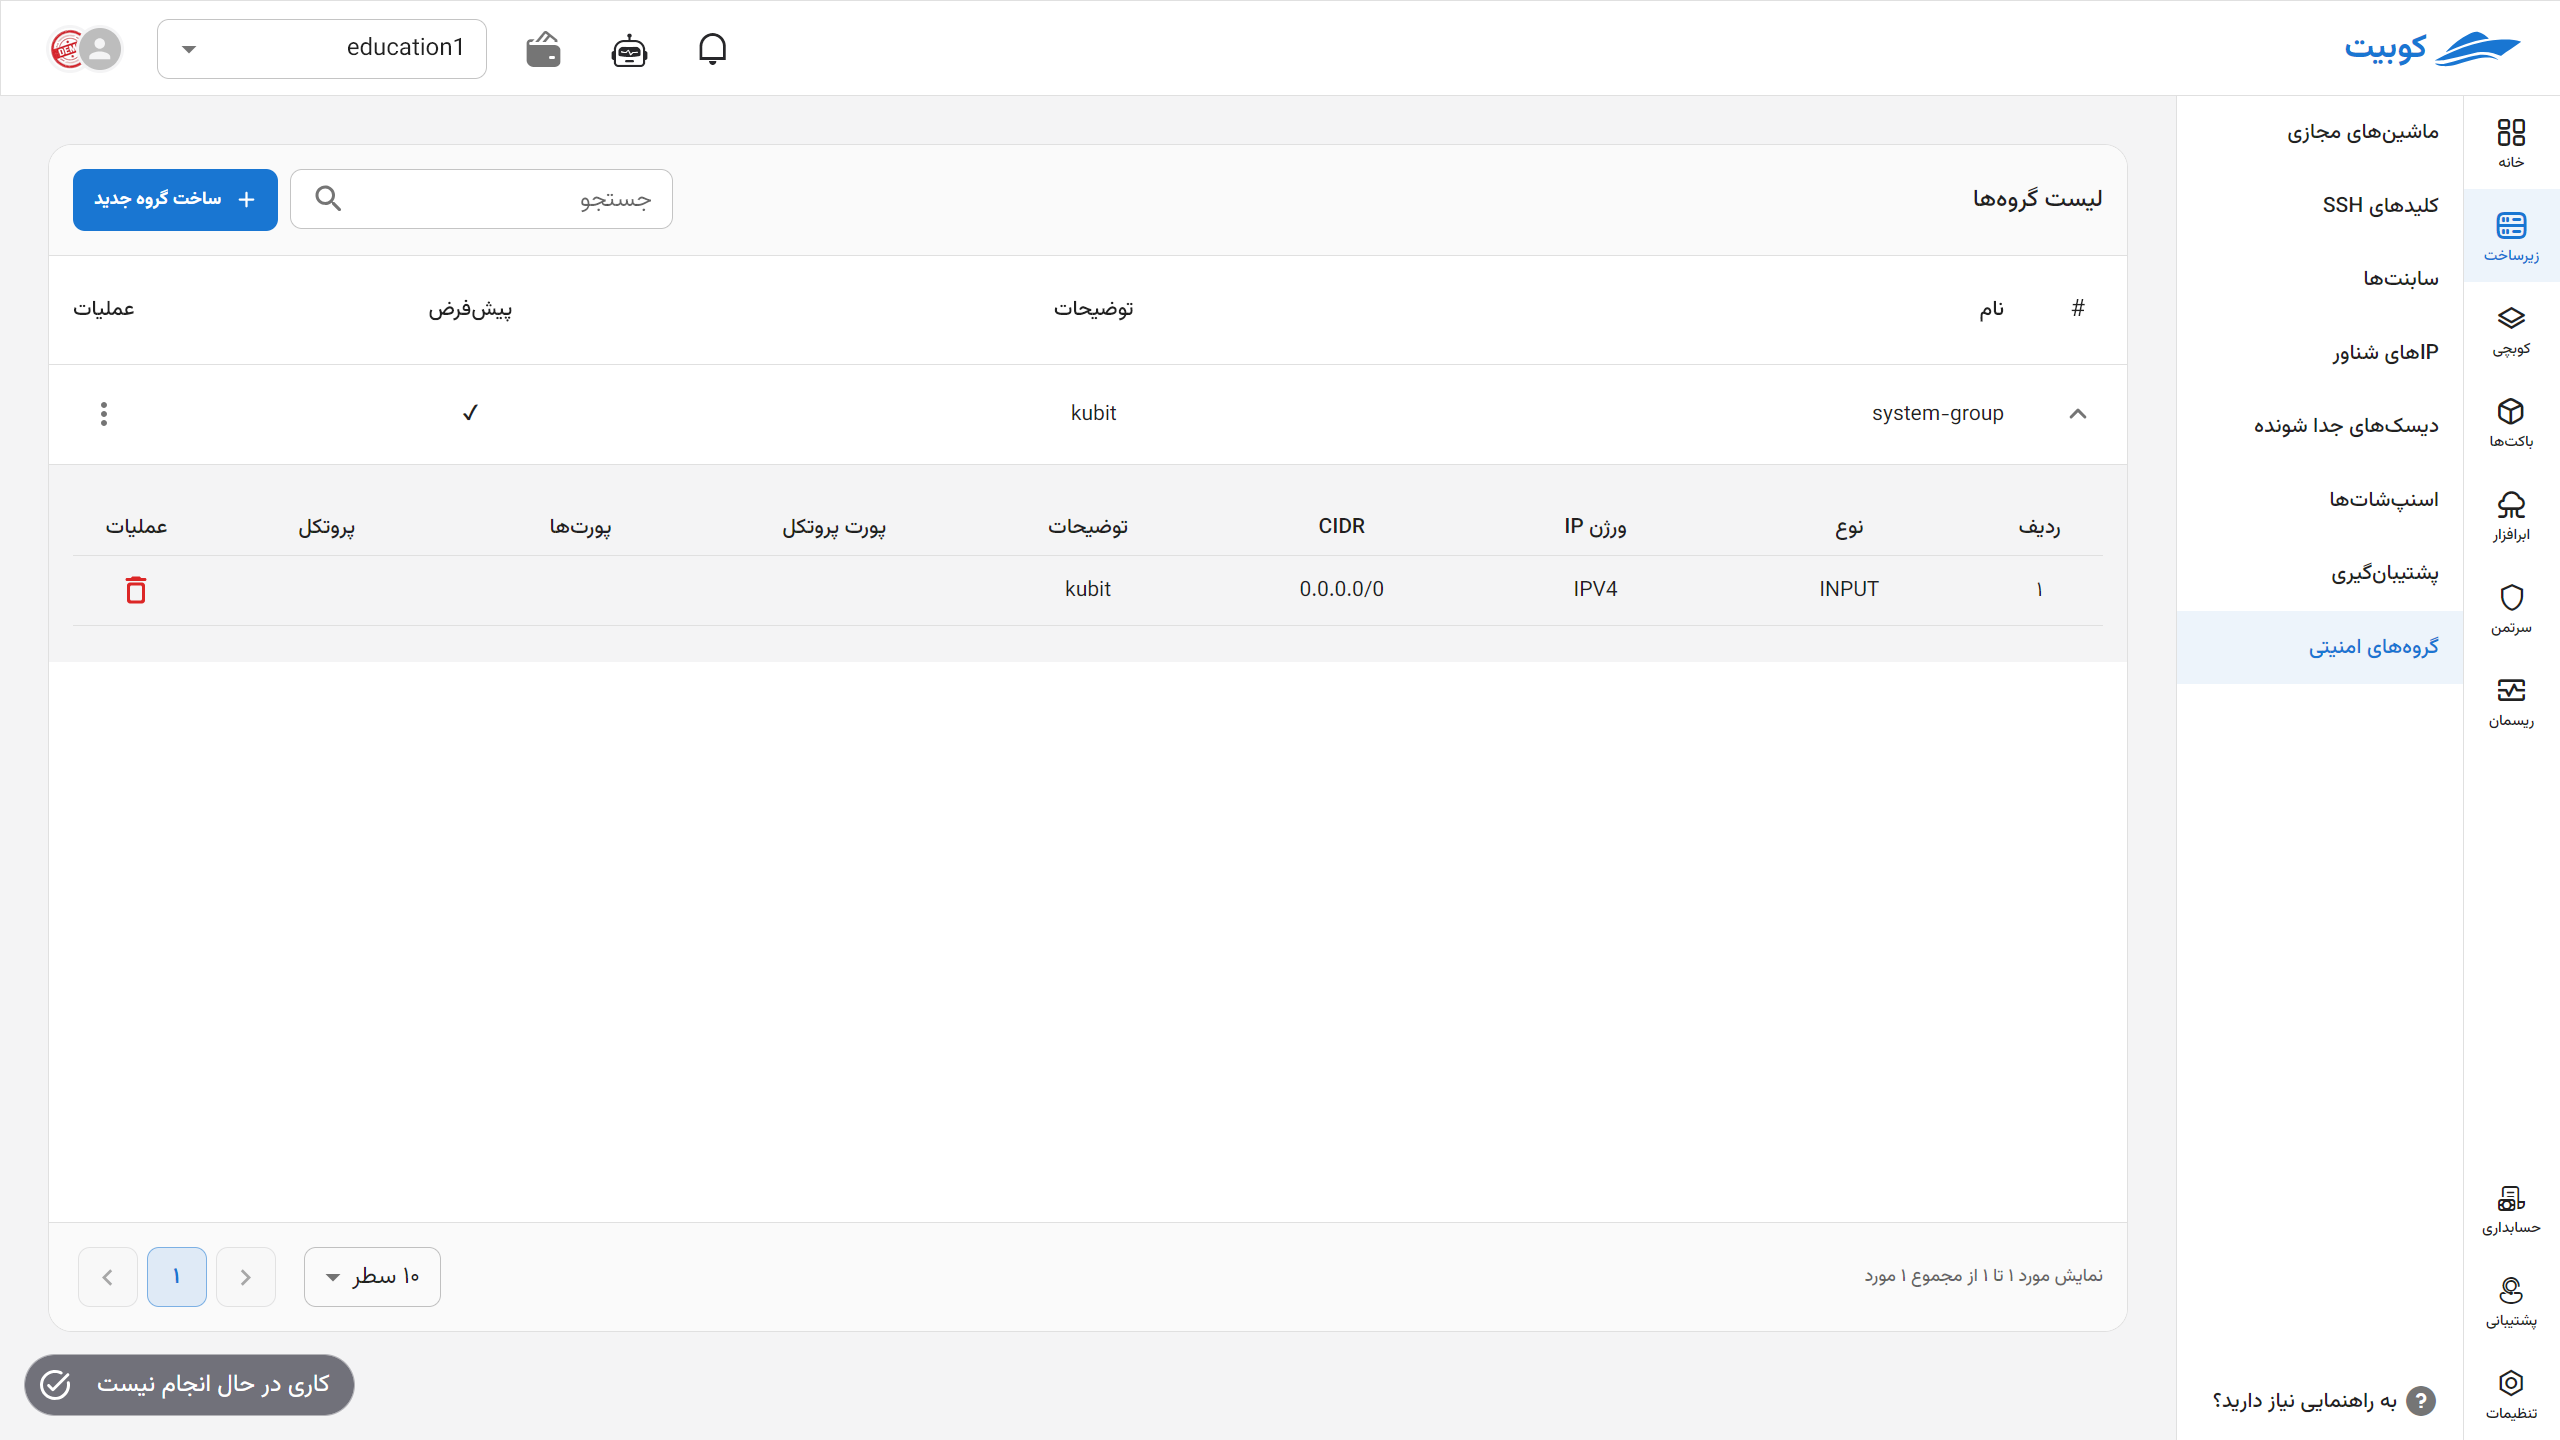 کوبیت
education1
DEMO
خانه
زیرساخت
کوبچی
باکت‌ها
ابرافزار
سرتمن
ریسمان
حسابداری
پشتیبانی
تنظیمات
ماشین‌های مجازی
کلیدهای SSH
سابنت‌ها
IPهای شناور
دیسک‌های جدا شونده
اسنپ‌شات‌ها
پشتیبان‌گیری
گروه‌های امنیتی
به راهنمایی نیاز دارید؟
لیست گروه‌ها
جستجو
ساخت گروه جدید +
# نام توضیحات پیش‌فرض عملیات
system-group kubit ✓
ردیف نوع ورژن IP CIDR توضیحات پورت پروتکل پورت‌ها پروتکل عملیات
۱ INPUT IPV4 0.0.0.0/0 kubit
نمایش مورد ۱ تا ۱ از مجموع ۱ مورد
۱۰ سطر
۱
کاری در حال انجام نیست